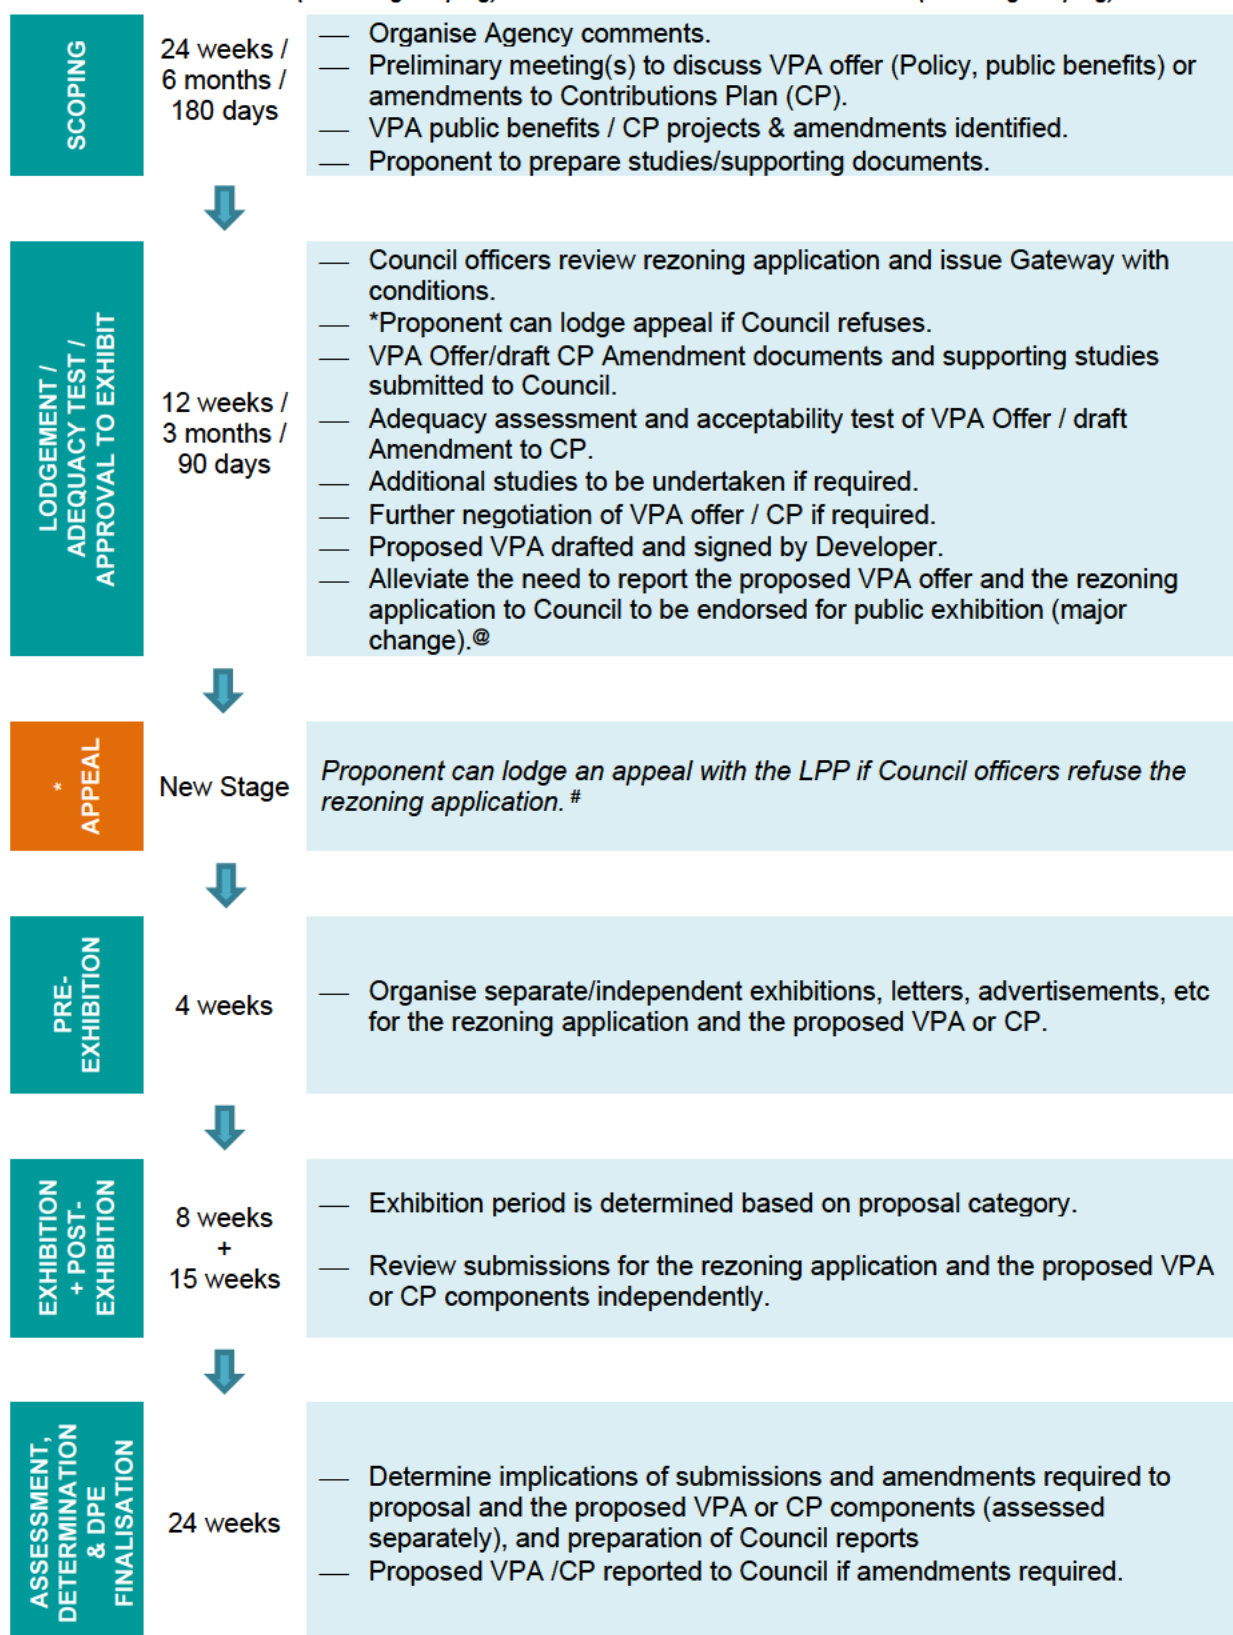 SCOPING
24 weeks /
6 months /
180 days
— Organise Agency comments.
— Preliminary meeting(s) to discuss VPA offer (Policy, public benefits) or
amendments to Contributions Plan (CP).
— VPA public benefits / CP projects & amendments identified.
— Proponent to prepare studies/supporting documents.
LODGEMENT /
ADEQUACY TEST /
APPROVAL TO EXHIBIT
12 weeks /
3 months /
90 days
— Council officers review rezoning application and issue Gateway with
conditions.
— *Proponent can lodge appeal if Council refuses.
— VPA Offer/draft CP Amendment documents and supporting studies
submitted to Council.
— Adequacy assessment and acceptability test of VPA Offer / draft
Amendment to CP.
— Additional studies to be undertaken if required.
— Further negotiation of VPA offer / CP if required.
— Proposed VPA drafted and signed by Developer.
— Alleviate the need to report the proposed VPA offer and the rezoning
application to Council to be endorsed for public exhibition (major
change).@
*
APPEAL
New Stage
Proponent can lodge an appeal with the LPP if Council officers refuse the
rezoning application. #
PRE-
EXHIBITION
4 weeks
— Organise separate/independent exhibitions, letters, advertisements, etc
for the rezoning application and the proposed VPA or CP.
EXHIBITION
+ POST-
EXHIBITION
8 weeks
+
15 weeks
— Exhibition period is determined based on proposal category.
— Review submissions for the rezoning application and the proposed VPA
or CP components independently.
ASSESSMENT,
DETERMINATION
& DPE
FINALISATION
24 weeks
— Determine implications of submissions and amendments required to
proposal and the proposed VPA or CP components (assessed
separately), and preparation of Council reports
— Proposed VPA /CP reported to Council if amendments required.